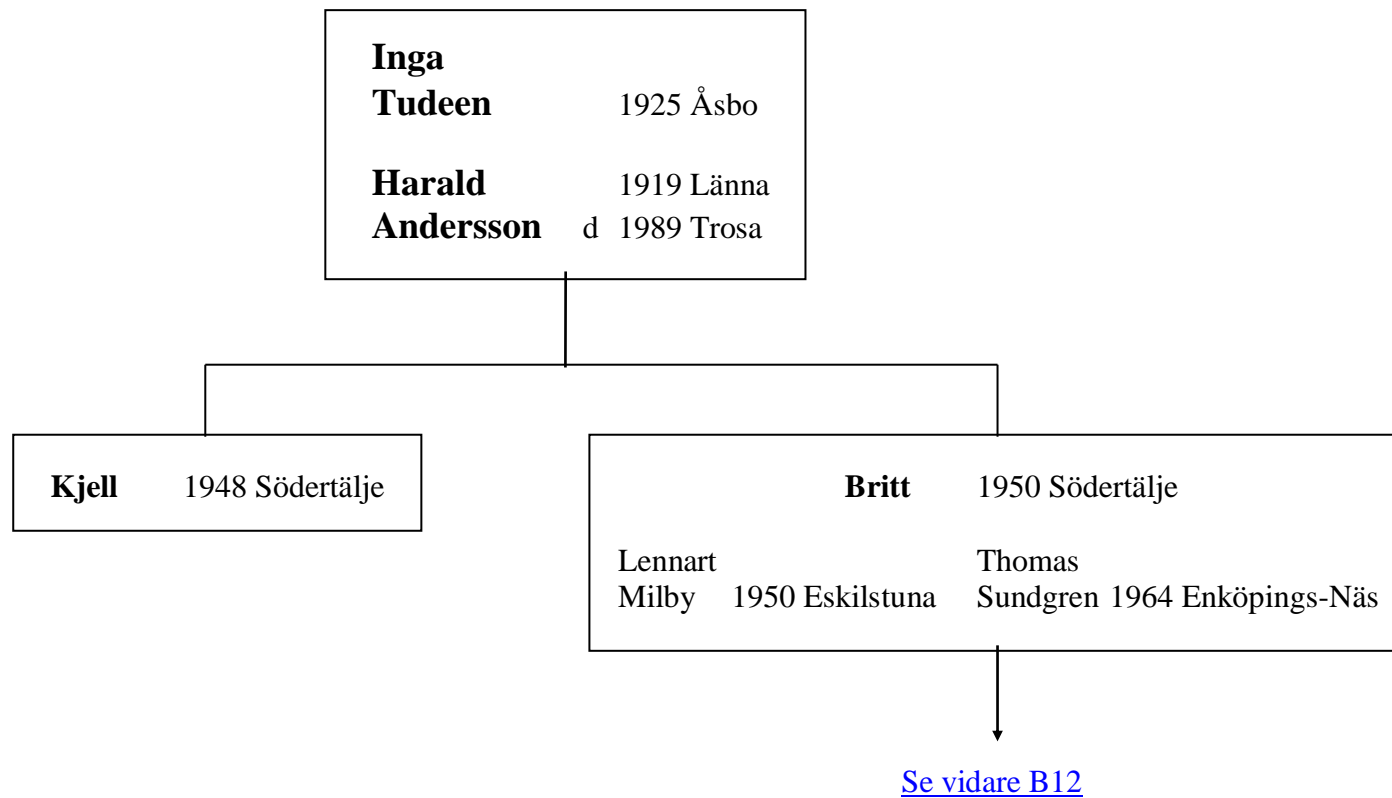 Inga
Tudeen 1925 Åsbo
Harald 1919 Länna
Andersson d 1989 Trosa
Kjell 1948 Södertälje
Britt 1950 Södertälje
Lennart Thomas
Milby 1950 Eskilstuna Sundgren 1964 Enköpings-Näs
Se vidare B12